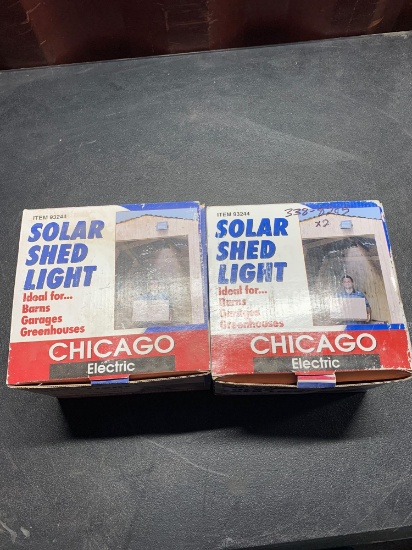 ITEM 93244
SOLAR
SHED
LIGHT
Ideal for...
Barns
Garages
Greenhouses
CHICAGO
Electric
ITEM 93244
x2
SOLAR
SHED
LIGHT
Ideal for...
Barns
Garages
Greenhouses
CHICAGO
Electric